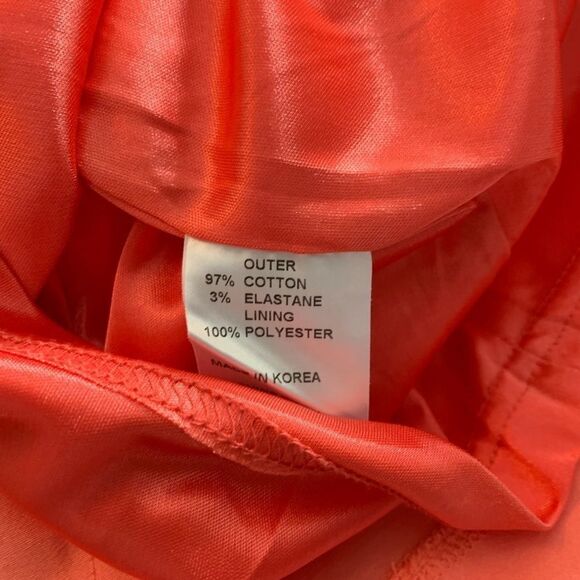 OUTER
97% COTTON
3% ELASTANE
LINING
100% POLYESTER
MADE IN KOREA